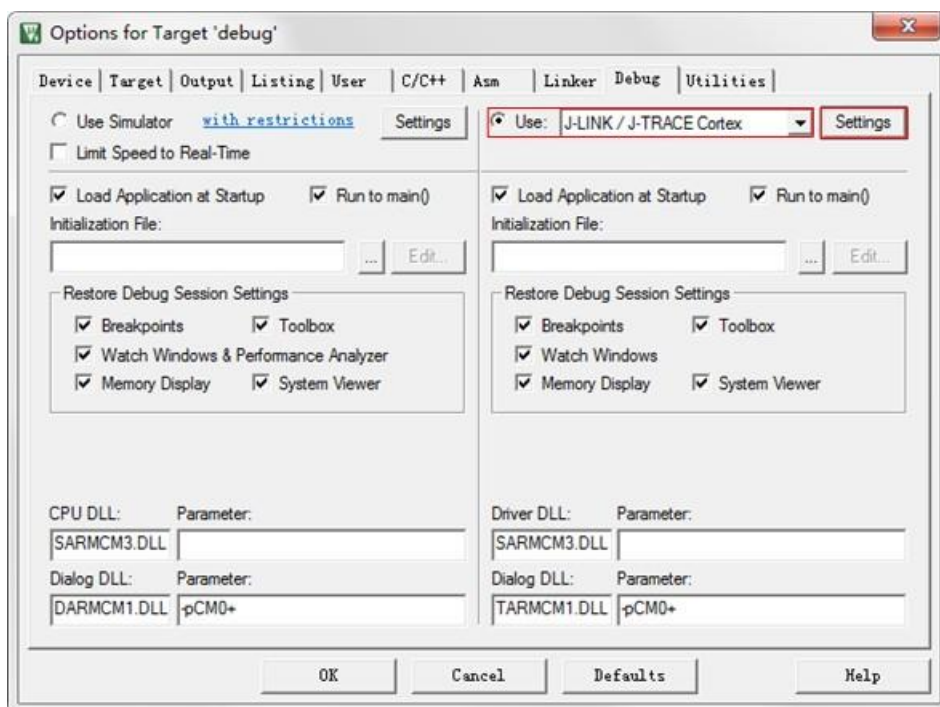 Options for Target 'debug'
Device Target Output Listing User C/C++ Asm Linker Debug Utilities
Use Simulator with restrictions Settings
Limit Speed to Real-Time
Use: J-LINK / J-TRACE Cortex Settings
Load Application at Startup Run to main()
Initialization File:
... Edit...
Restore Debug Session Settings
Breakpoints Toolbox
Watch Windows & Performance Analyzer
Memory Display System Viewer
Load Application at Startup Run to main()
Initialization File:
... Edit...
Restore Debug Session Settings
Breakpoints Toolbox
Watch Windows
Memory Display System Viewer
CPU DLL: Parameter:
SARMCM3.DLL
Dialog DLL: Parameter:
DARMCM1.DLL -pCM0+
Driver DLL: Parameter:
SARMCM3.DLL
Dialog DLL: Parameter:
TARMCM1.DLL -pCM0+
OK Cancel Defaults Help